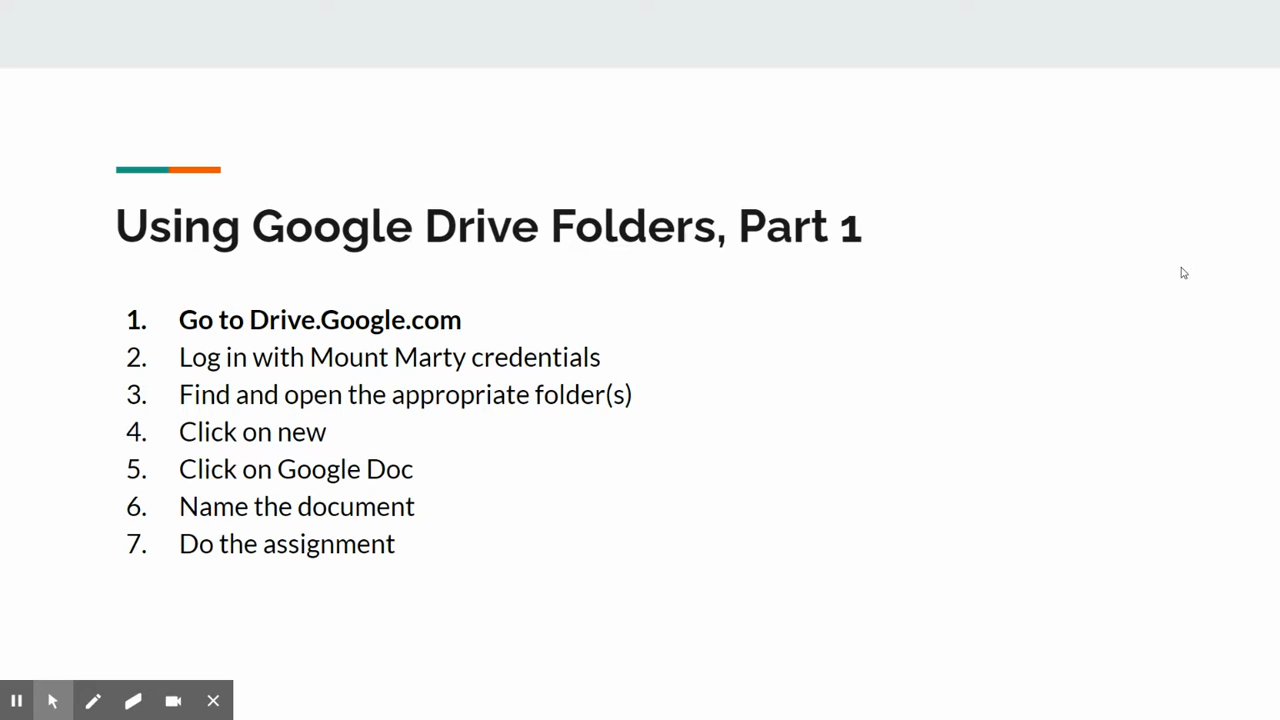 Using Google Drive Folders, Part 1
1. Go to Drive.Google.com
2. Log in with Mount Marty credentials
3. Find and open the appropriate folder(s)
4. Click on new
5. Click on Google Doc
6. Name the document
7. Do the assignment